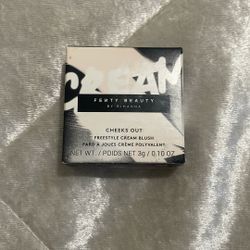 CREAM
FENTY BEAUTY
BY RIHANNA
CHEEKS OUT
FREESTYLE CREAM BLUSH
FARD À JOUES CRÈME POLYVALENT
NET WT. / POIDS NET 3g / 0.10 OZ